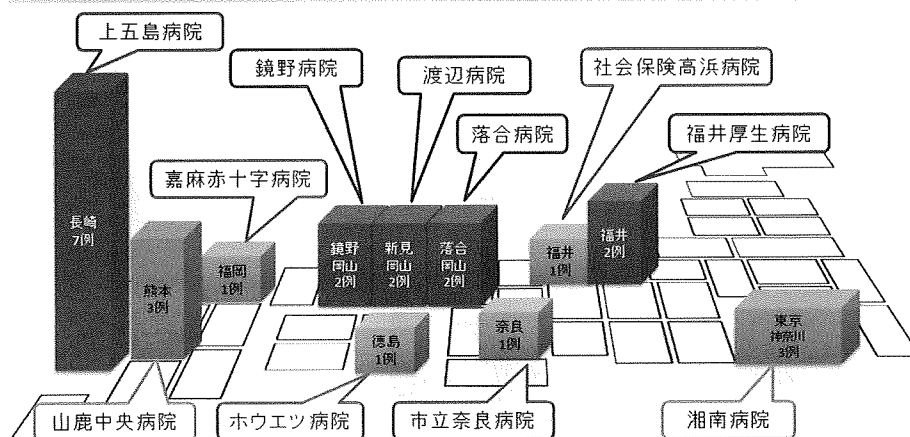 上五島病院
鏡野病院
渡辺病院
社会保険高浜病院
落合病院
福井厚生病院
嘉麻赤十字病院
長崎
7例
熊本
3例
福岡
1例
鏡野
岡山
2例
新見
岡山
2例
落合
岡山
2例
福井
1例
福井
2例
徳島
1例
奈良
1例
東京
神奈川
3例
山鹿中央病院
ホウエツ病院
市立奈良病院
湘南病院